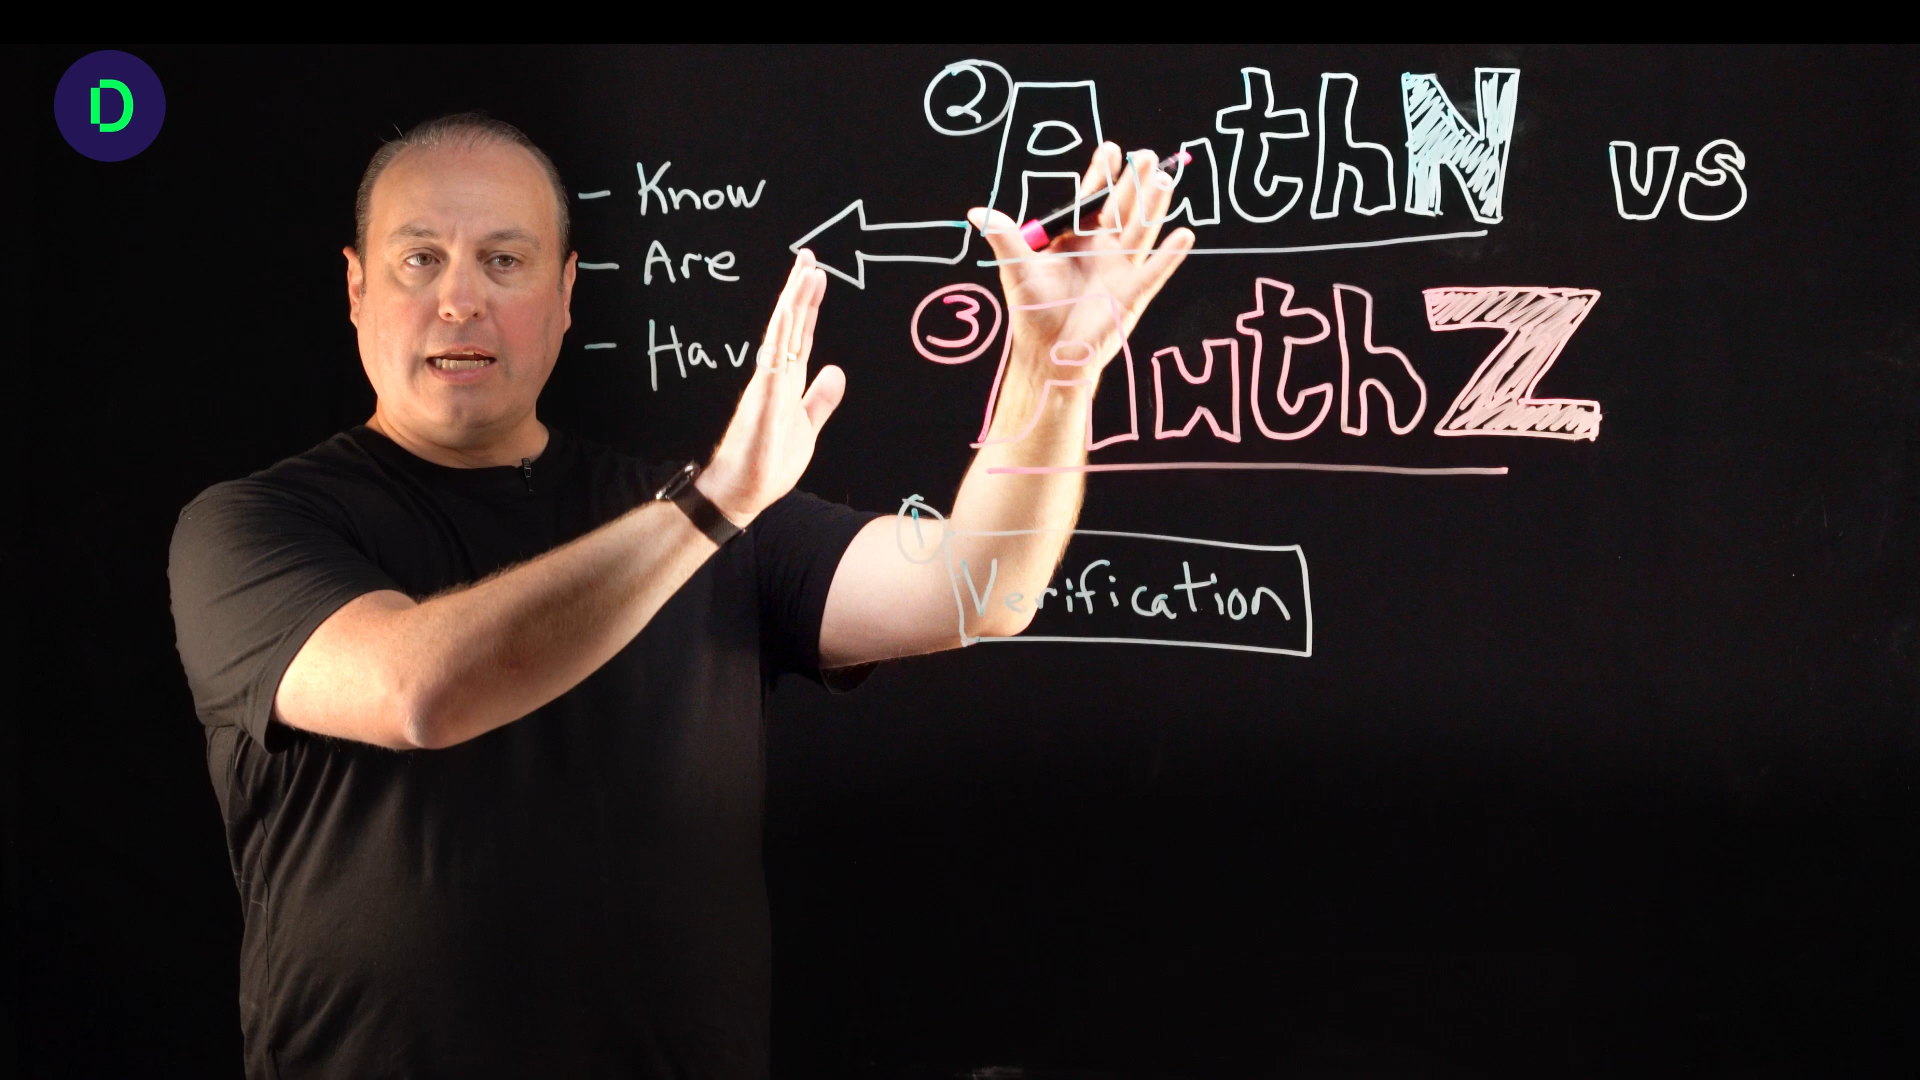 D
② AuthN vs
- Know
- Are
- Have
③ AuthZ
① Verification